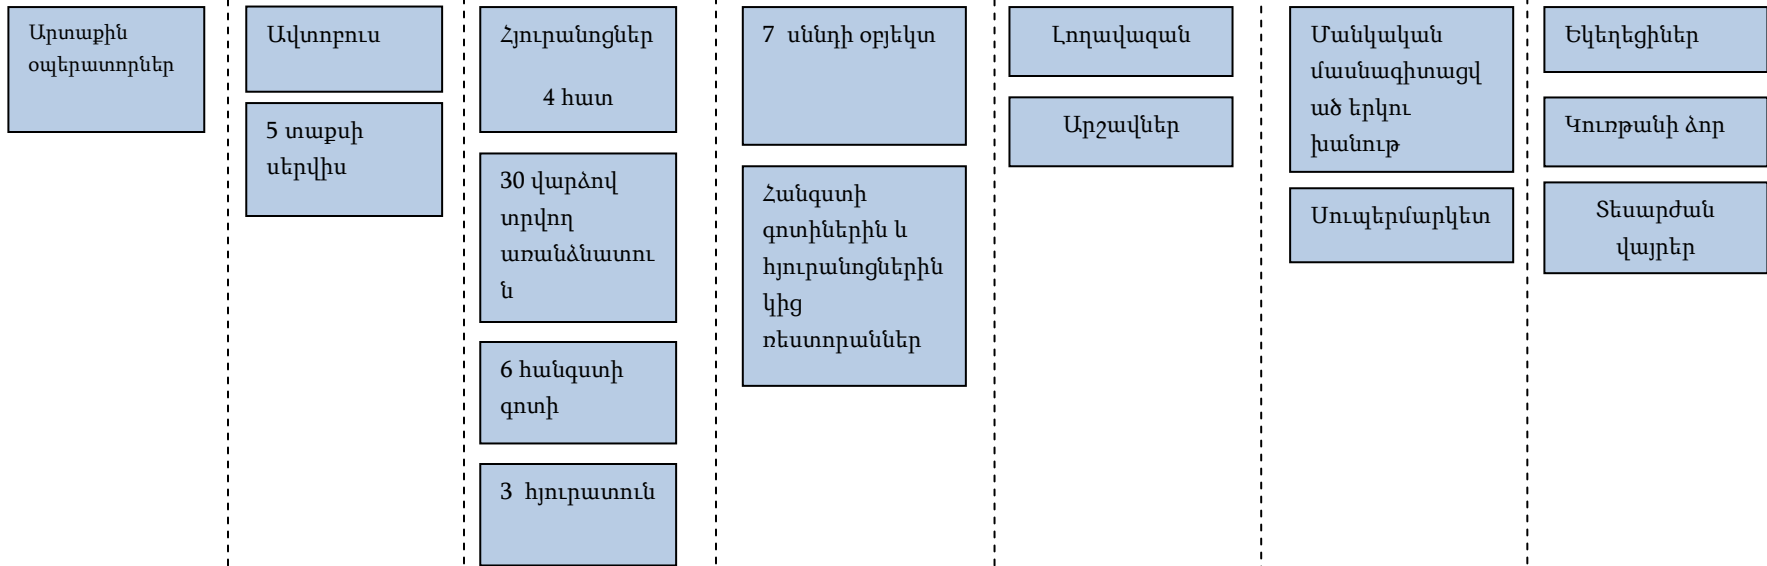 Արտաքին
օպերատորներ
Ավտոբուս
5 տաքսի
սերվիս
Հյուրանոցներ
4 հատ
30 վարձով
տրվող
առանձնատու
ն
6 հանգստի
գոտի
3 հյուրատուն
7 սննդի օբյեկտ
Հանգստի
գոտիներին և
հյուրանոցներին
կից
ռեստորաններ
Լողավազան
Արշավներ
Մանկական
մասնագիտացվ
ած երկու
խանութ
Սուպերմարկետ
Եկեղեցիներ
Կուռթանի ձոր
Տեսարժան
վայրեր